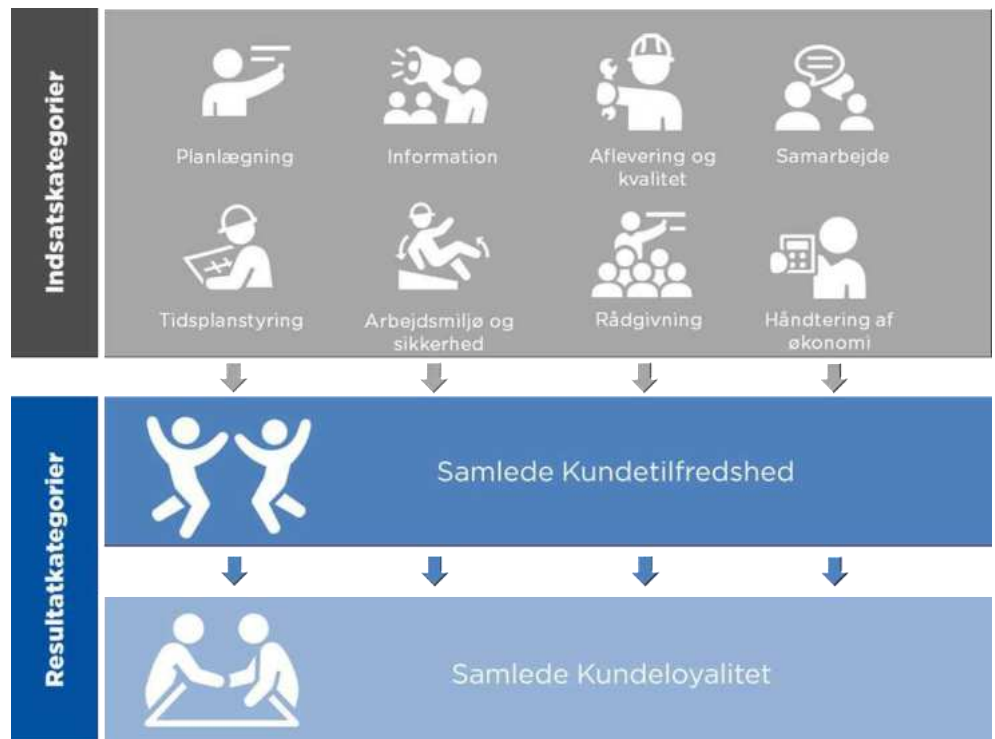 Indsatskategorier
Planlægning
Information
Aflevering og
kvalitet
Samarbejde
Tidsplanstyring
Arbejdsmiljø og
sikkerhed
Rådgivning
Håndtering af
økonomi
Resultatkategorier
Samlede Kundetilfredshed
Samlede Kundeloyalitet